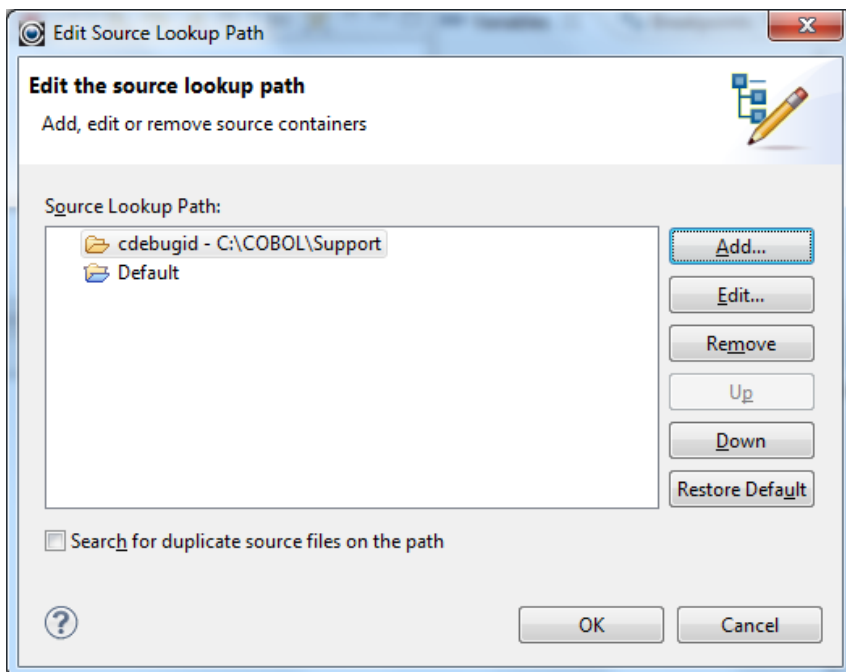 Edit Source Lookup Path
Edit the source lookup path
Add, edit or remove source containers
Source Lookup Path:
cdebugid - C:\COBOL\Support
Default
Add...
Edit...
Remove
Up
Down
Restore Default
Search for duplicate source files on the path
?
OK
Cancel